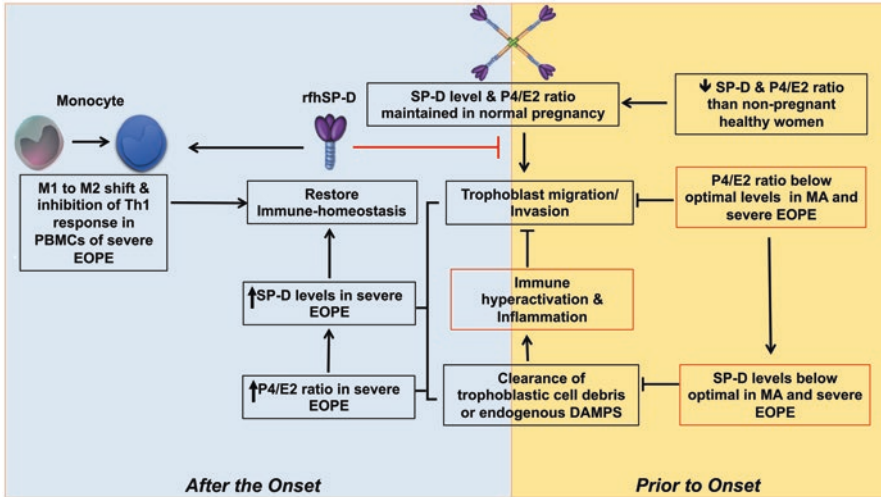 Monocyte
rfhSP-D
SP-D level & P4/E2 ratio
maintained in normal pregnancy
SP-D & P4/E2 ratio
than non-pregnant
healthy women
M1 to M2 shift &
inhibition of Th1
response in
PBMCs of severe
EOPE
Restore
Immune-homeostasis
Trophoblast migration/
Invasion
P4/E2 ratio below
optimal levels in MA and
severe EOPE
SP-D levels in severe
EOPE
Immune
hyperactivation &
Inflammation
P4/E2 ratio in severe
EOPE
Clearance of
trophoblastic cell debris
or endogenous DAMPS
SP-D levels below
optimal in MA and severe
EOPE
After the Onset
Prior to Onset